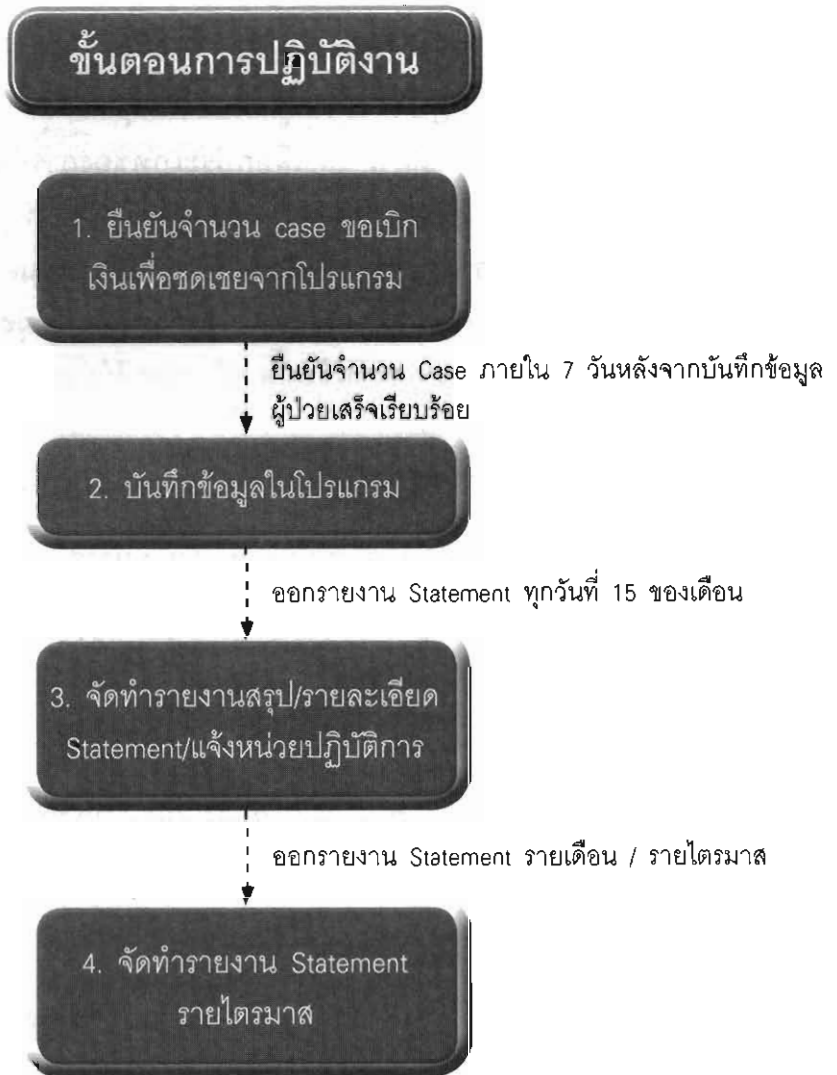 ขั้นตอนการปฏิบัติงาน
1. ยืนยันจำนวน case ขอเบิก
เงินเพื่อชดเชยจากโปรแกรม
ยืนยันจำนวน Case ภายใน 7 วันหลังจากบันทึกข้อมูล
ผู้ป่วยเสร็จเรียบร้อย
2. บันทึกข้อมูลในโปรแกรม
ออกรายงาน Statement ทุกวันที่ 15 ของเดือน
3. จัดทำรายงานสรุป/รายละเอียด
Statement/แจ้งหน่วยปฏิบัติการ
ออกรายงาน Statement รายเดือน / รายไตรมาส
4. จัดทำรายงาน Statement
รายไตรมาส